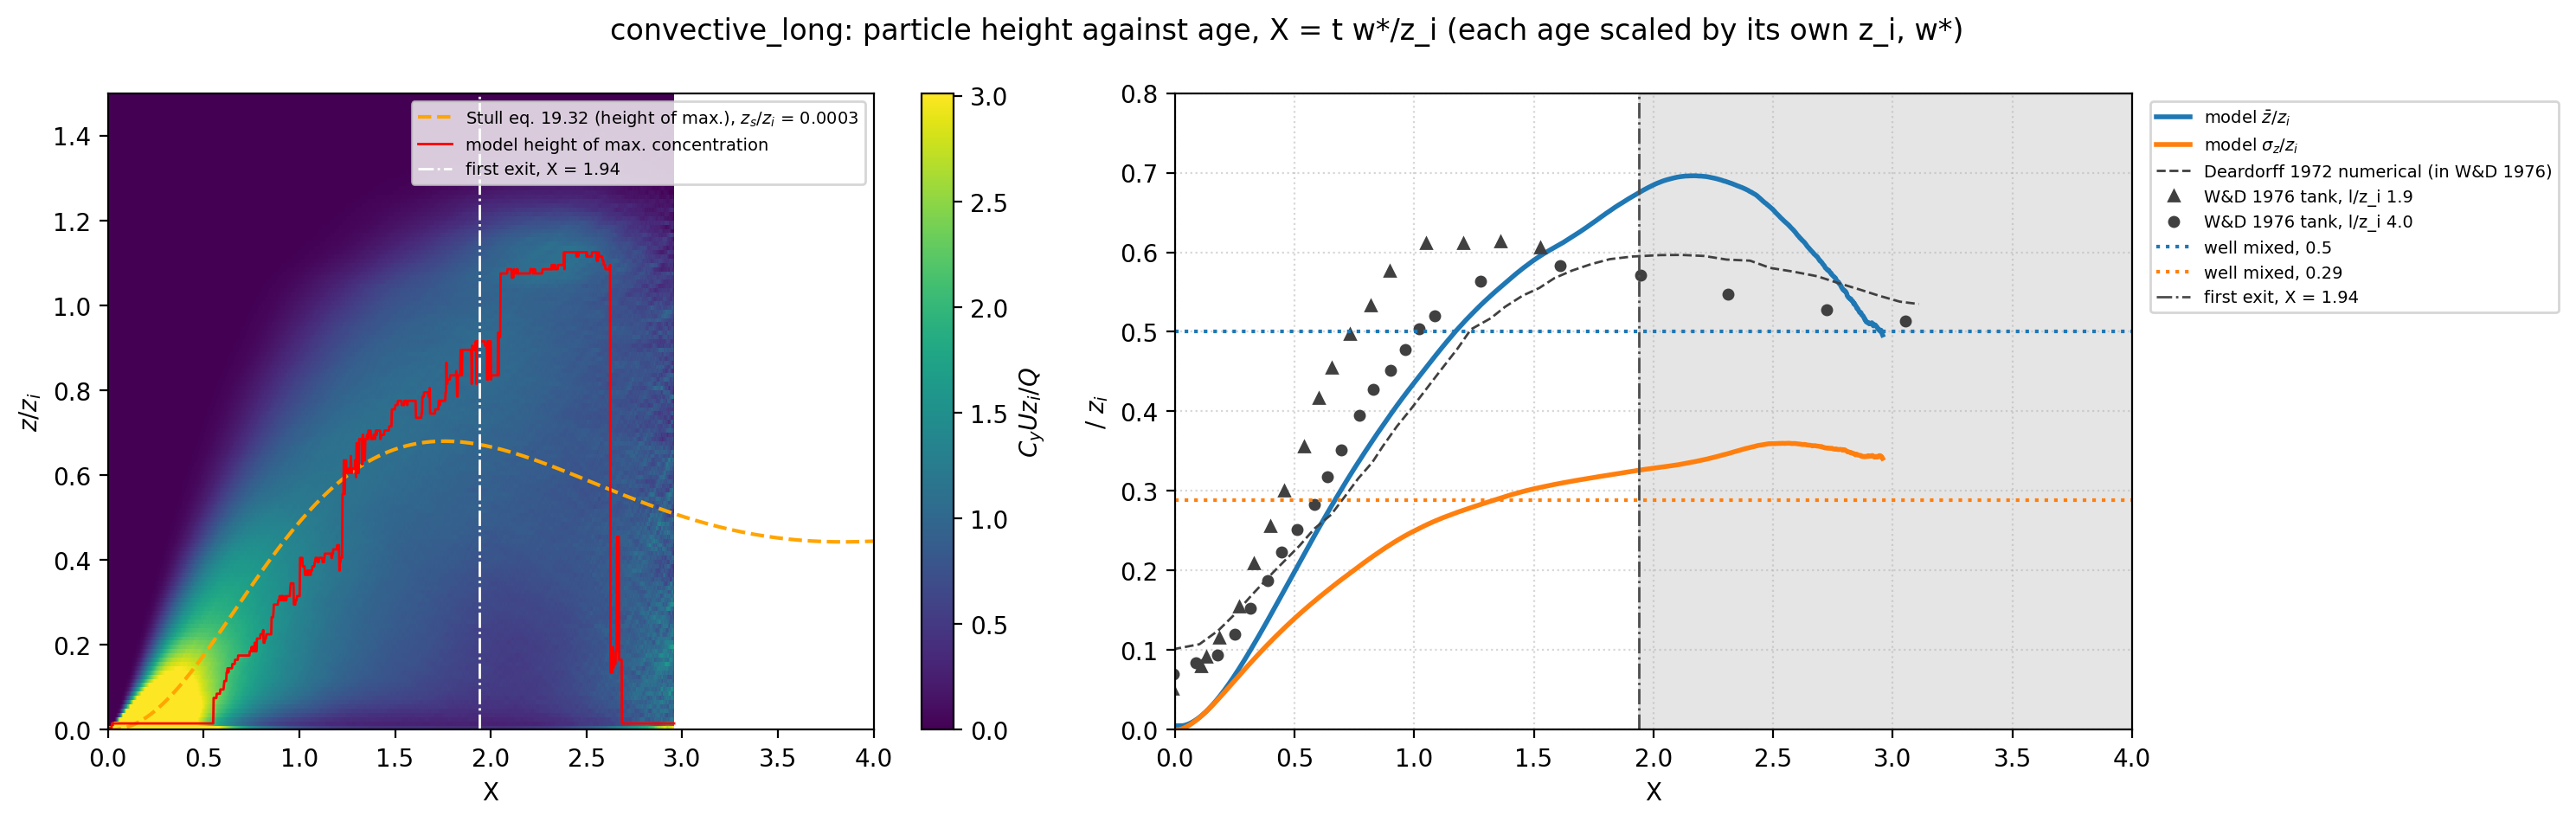 convective_long: particle height against age, X = t w*/z_i (each age scaled by its own z_i, w*)
Stull eq. 19.32 (height of max.), z_s/z_i = 0.0003
model height of max. concentration
first exit, X = 1.94
z/z_i
1.4
1.2
1.0
0.8
0.6
0.4
0.2
0.0
0.0 0.5 1.0 1.5 2.0 2.5 3.0 3.5 4.0
X
3.0
2.5
2.0
1.5
1.0
0.5
0.0
C_yUz_i/Q
/ z_i
0.8
0.7
0.6
0.5
0.4
0.3
0.2
0.1
0.0
0.0 0.5 1.0 1.5 2.0 2.5 3.0 3.5 4.0
X
model z̄/z_i
model σ_z/z_i
Deardorff 1972 numerical (in W&D 1976)
W&D 1976 tank, l/z_i 1.9
W&D 1976 tank, l/z_i 4.0
well mixed, 0.5
well mixed, 0.29
first exit, X = 1.94